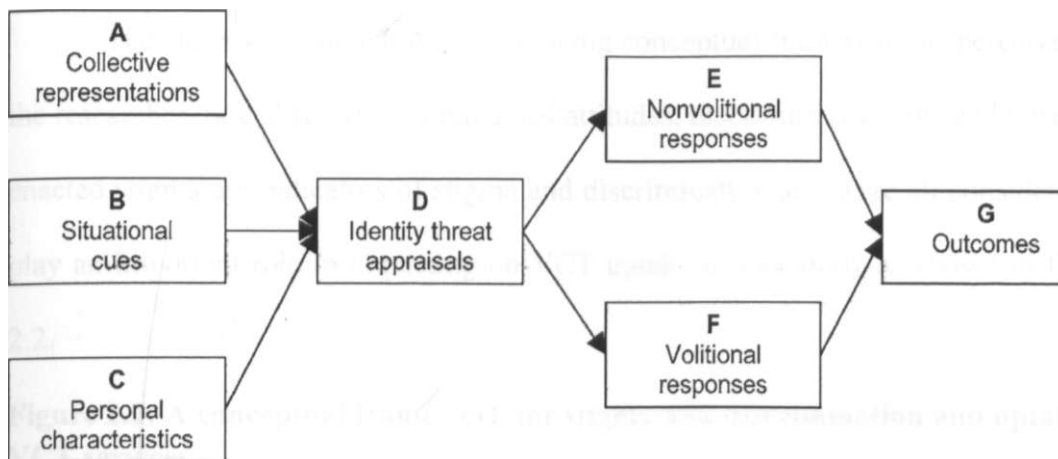 A
Collective
representations
B
Situational
cues
C
Personal
characteristics
D
Identity threat
appraisals
E
Nonvolitional
responses
F
Volitional
responses
G
Outcomes